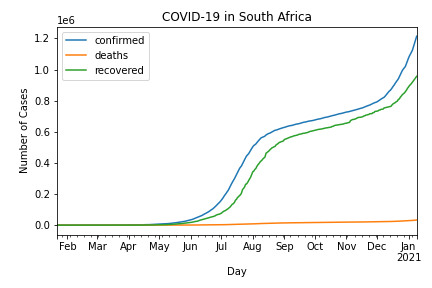 COVID-19 in South Africa
1e6
confirmed
deaths
recovered
Number of Cases
1.2
1.0
0.8
0.6
0.4
0.2
0.0
Feb Mar Apr May Jun Jul Aug Sep Oct Nov Dec Jan
2021
Day